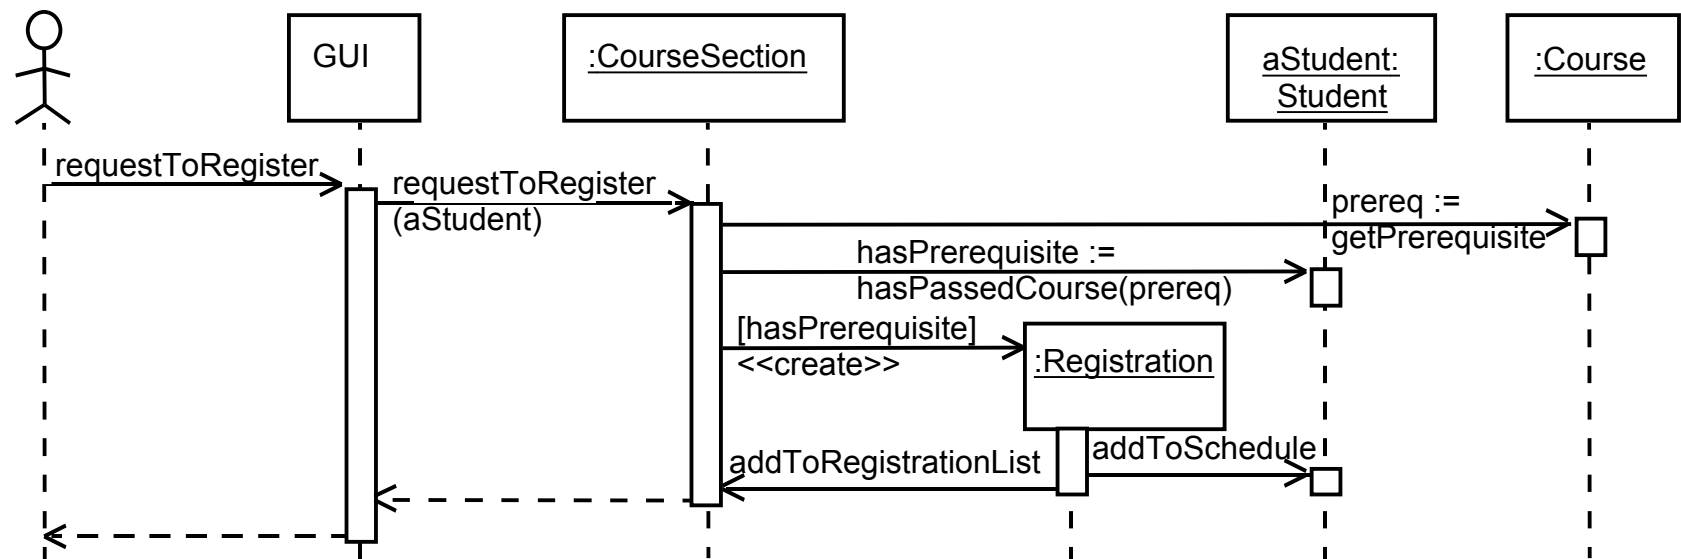 GUI
:CourseSection
aStudent:
Student
:Course
requestToRegister
requestToRegister
(aStudent)
prereq :=
getPrerequisite
hasPrerequisite :=
hasPassedCourse(prereq)
[hasPrerequisite]
<<create>>
:Registration
addToSchedule
addToRegistrationList